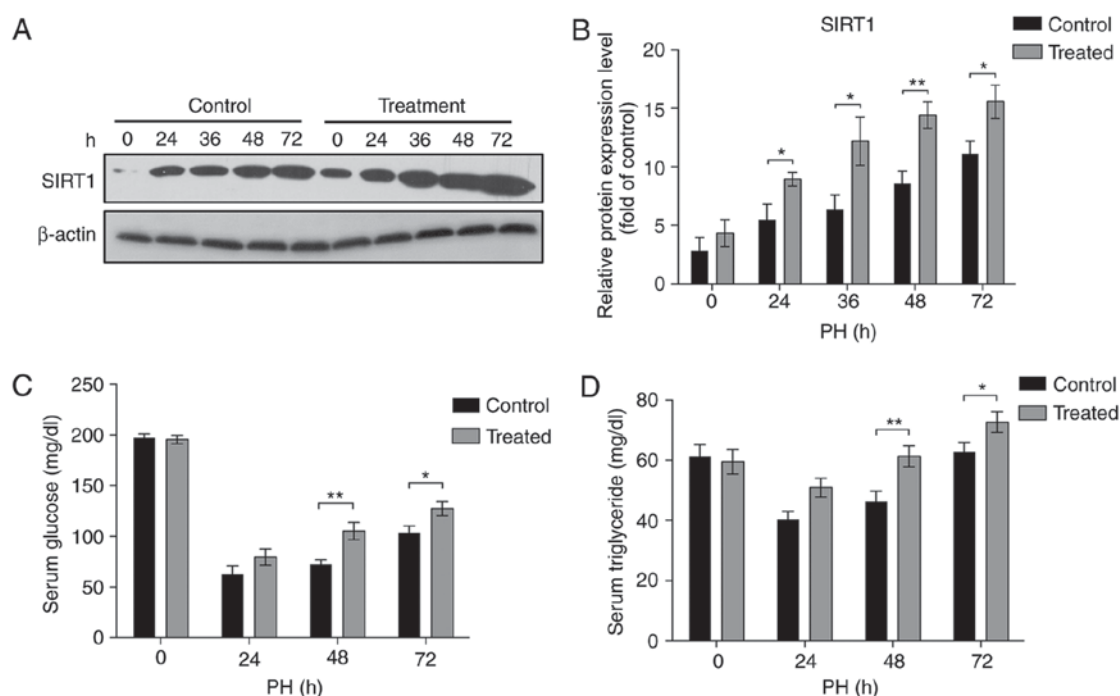 A
Control Treatment
h 0 24 36 48 72 0 24 36 48 72
SIRT1
β-actin
B
SIRT1
Control
Treated
Relative protein expression level
(fold of control)
20
15
10
5
0
* * ** *
0 24 36 48 72
PH (h)
C
Control
Treated
Serum glucose (mg/dl)
250
200
150
100
50
0
** *
0 24 48 72
PH (h)
D
Control
Treated
Serum triglyceride (mg/dl)
80
60
40
20
0
** *
0 24 48 72
PH (h)